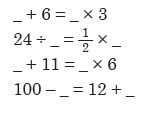 _ + 6 = _ × 3
24 ÷ _ = 1/2 × _
_ + 11 = _ × 6
100 – _ = 12 + _